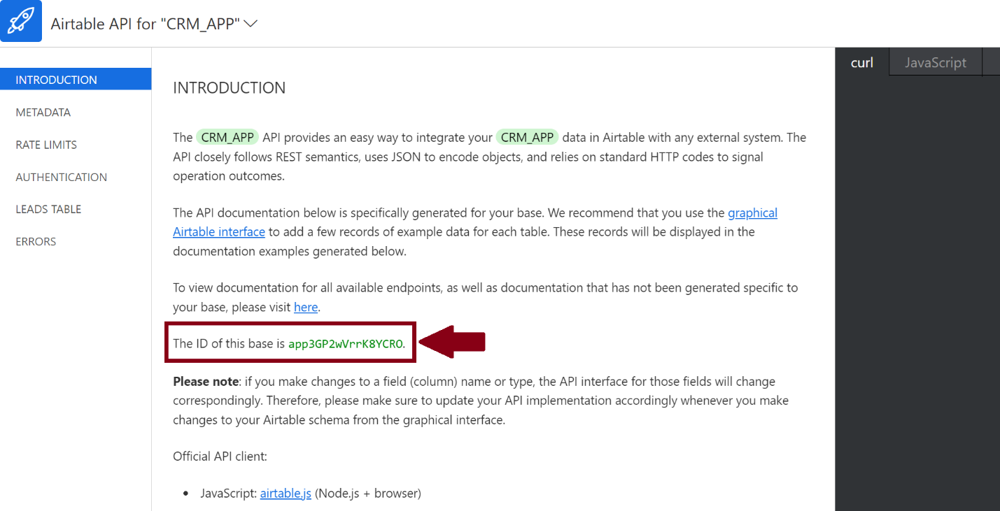 Airtable API for "CRM_APP"
curl
JavaScript
INTRODUCTION
METADATA
RATE LIMITS
AUTHENTICATION
LEADS TABLE
ERRORS
INTRODUCTION
The CRM_APP API provides an easy way to integrate your CRM_APP data in Airtable with any external system. The
API closely follows REST semantics, uses JSON to encode objects, and relies on standard HTTP codes to signal
operation outcomes.
The API documentation below is specifically generated for your base. We recommend that you use the graphical
Airtable interface to add a few records of example data for each table. These records will be displayed in the
documentation examples generated below.
To view documentation for all available endpoints, as well as documentation that has not been generated specific to
your base, please visit here.
The ID of this base is app3GP2wVrrK8YCRO.
Please note: if you make changes to a field (column) name or type, the API interface for those fields will change
correspondingly. Therefore, please make sure to update your API implementation accordingly whenever you make
changes to your Airtable schema from the graphical interface.
Official API client:
• JavaScript: airtable.js (Node.js + browser)